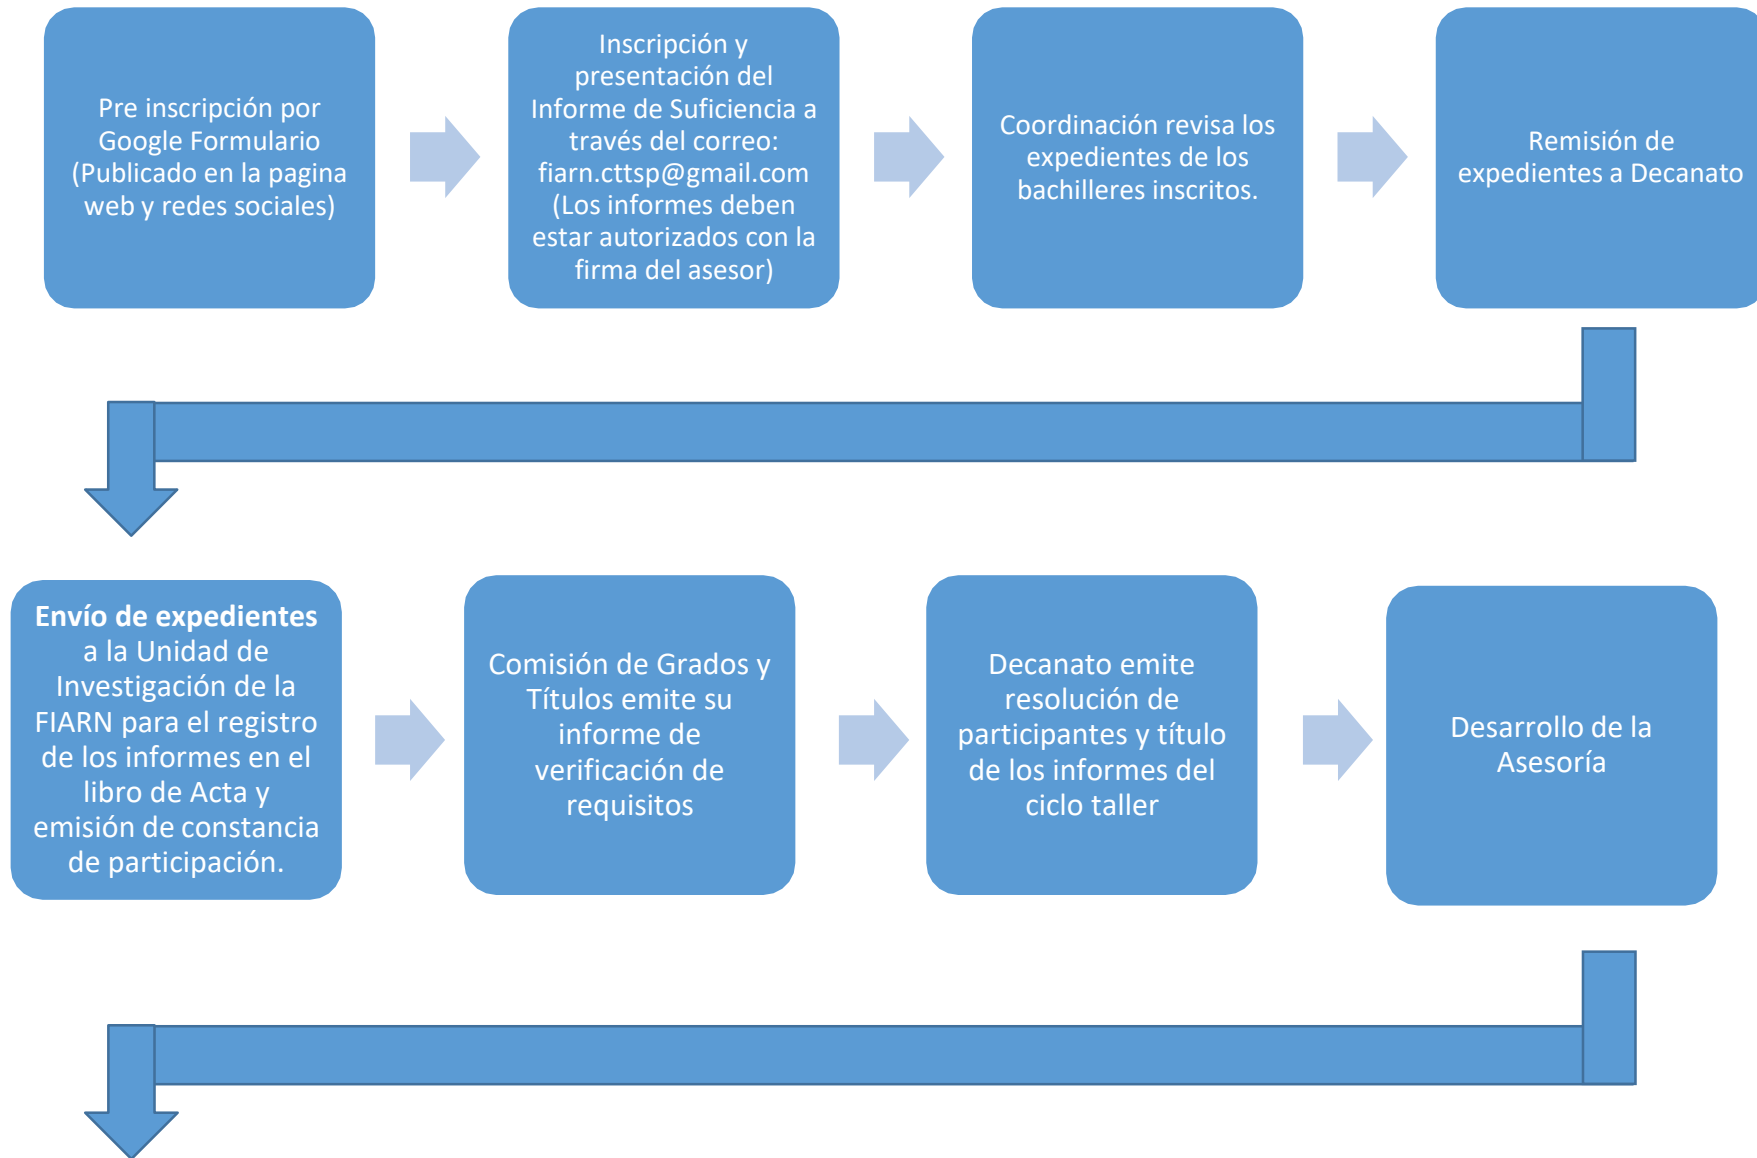 Pre inscripción por
Google Formulario
(Publicado en la pagina
web y redes sociales)
Inscripción y
presentación del
Informe de Suficiencia a
través del correo:
fiarn.cttsp@gmail.com
(Los informes deben
estar autorizados con la
firma del asesor)
Coordinación revisa los
expedientes de los
bachilleres inscritos.
Remisión de
expedientes a Decanato
Envío de expedientes
a la Unidad de
Investigación de la
FIARN para el registro
de los informes en el
libro de Acta y
emisión de constancia
de participación.
Comisión de Grados y
Títulos emite su
informe de
verificación de
requisitos
Decanato emite
resolución de
participantes y título
de los informes del
ciclo taller
Desarrollo de la
Asesoría